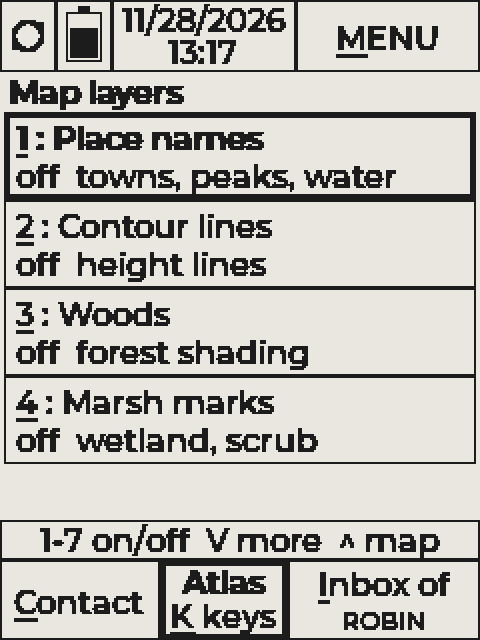 11/28/2026
13:17
MENU
Map layers
1: Place names
off towns, peaks, water
2: Contour lines
off height lines
3: Woods
off forest shading
4: Marsh marks
off wetland, scrub
1-7 on/off V more ^ map
Contact
Atlas
K keys
Inbox of
ROBIN